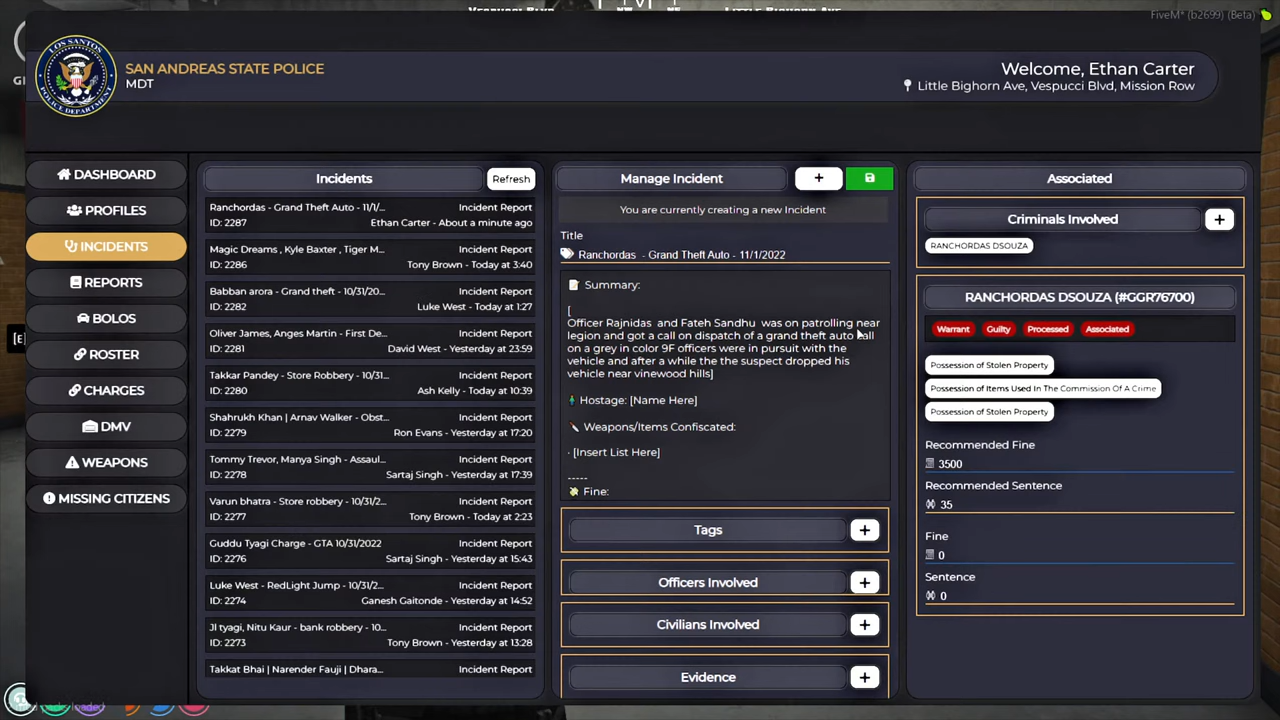 FiveM* (b2699) (Beta)
SAN ANDREAS STATE POLICE
MDT
Welcome, Ethan Carter
Little Bighorn Ave, Vespucci Blvd, Mission Row
LOS SANTOS
POLICE DEPARTMENT
DASHBOARD
PROFILES
INCIDENTS
REPORTS
BOLOS
ROSTER
CHARGES
DMV
WEAPONS
MISSING CITIZENS
Incidents
Refresh
Ranchordas - Grand Theft Auto - 11/1/... Incident Report
ID: 2287 Ethan Carter - About a minute ago
Magic Dreams , Kyle Baxter , Tiger M... Incident Report
ID: 2286 Tony Brown - Today at 3:40
Babban arora - Grand theft - 10/31/20... Incident Report
ID: 2282 Luke West - Today at 1:27
Oliver James, Anges Martin - First De... Incident Report
ID: 2281 David West - Today at 23:59
Takkar Pandey - Store Robbery - 10/31... Incident Report
ID: 2280 Ash Kelly - Today at 10:39
Shahrukh Khan | Arnav Walker - Obst... Incident Report
ID: 2279 Ron Evans - Yesterday at 17:20
Tommy Trevor, Manya Singh - Assaul... Incident Report
ID: 2278 Sartaj Singh - Yesterday at 17:39
Varun bhatra - Store robbery - 10/31/2... Incident Report
ID: 2277 Tony Brown - Today at 2:23
Guddu Tyagi Charge - GTA 10/31/2022 Incident Report
ID: 2276 Sartaj Singh - Yesterday at 15:43
Luke West - RedLight Jump - 10/31/2... Incident Report
ID: 2274 Ganesh Gaitonde - Yesterday at 14:52
JI tyagi, Nitu Kaur - bank robbery - 10... Incident Report
ID: 2273 Tony Brown - Yesterday at 13:28
Takkat Bhai | Narender Fauji | Dhara... Incident Report
Manage Incident
+
You are currently creating a new Incident
Title
Ranchordas - Grand Theft Auto - 11/1/2022
Summary:
[
Officer Rajnidas and Fateh Sandhu was on patrolling near
legion and got a call on dispatch of a grand theft auto call
on a grey in color 9F officers were in pursuit with the
vehicle and after a while the the suspect dropped his
vehicle near vinewood hills]
Hostage: [Name Here]
Weapons/Items Confiscated:
· [Insert List Here]
-----
Fine:
Tags +
Officers Involved +
Civilians Involved +
Evidence +
Associated
Criminals Involved +
RANCHORDAS DSOUZA
RANCHORDAS DSOUZA (#GGR76700)
Warrant Guilty Processed Associated
Possession of Stolen Property
Possession of Items Used In The Commission Of A Crime
Possession of Stolen Property
Recommended Fine
3500
Recommended Sentence
35
Fine
0
Sentence
0
[E]